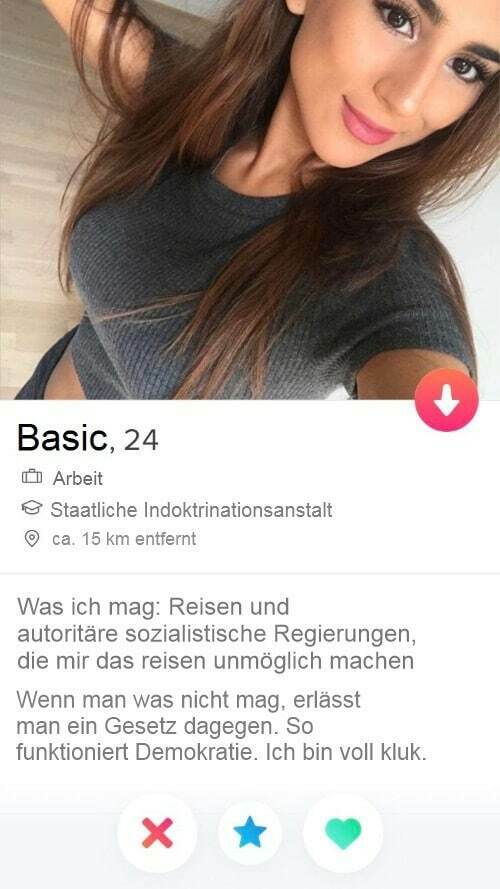 Basic, 24
Arbeit
Staatliche Indoktrinationsanstalt
ca. 15 km entfernt
Was ich mag: Reisen und
autoritäre sozialistische Regierungen,
die mir das reisen unmöglich machen
Wenn man was nicht mag, erlässt
man ein Gesetz dagegen. So
funktioniert Demokratie. Ich bin voll kluk.